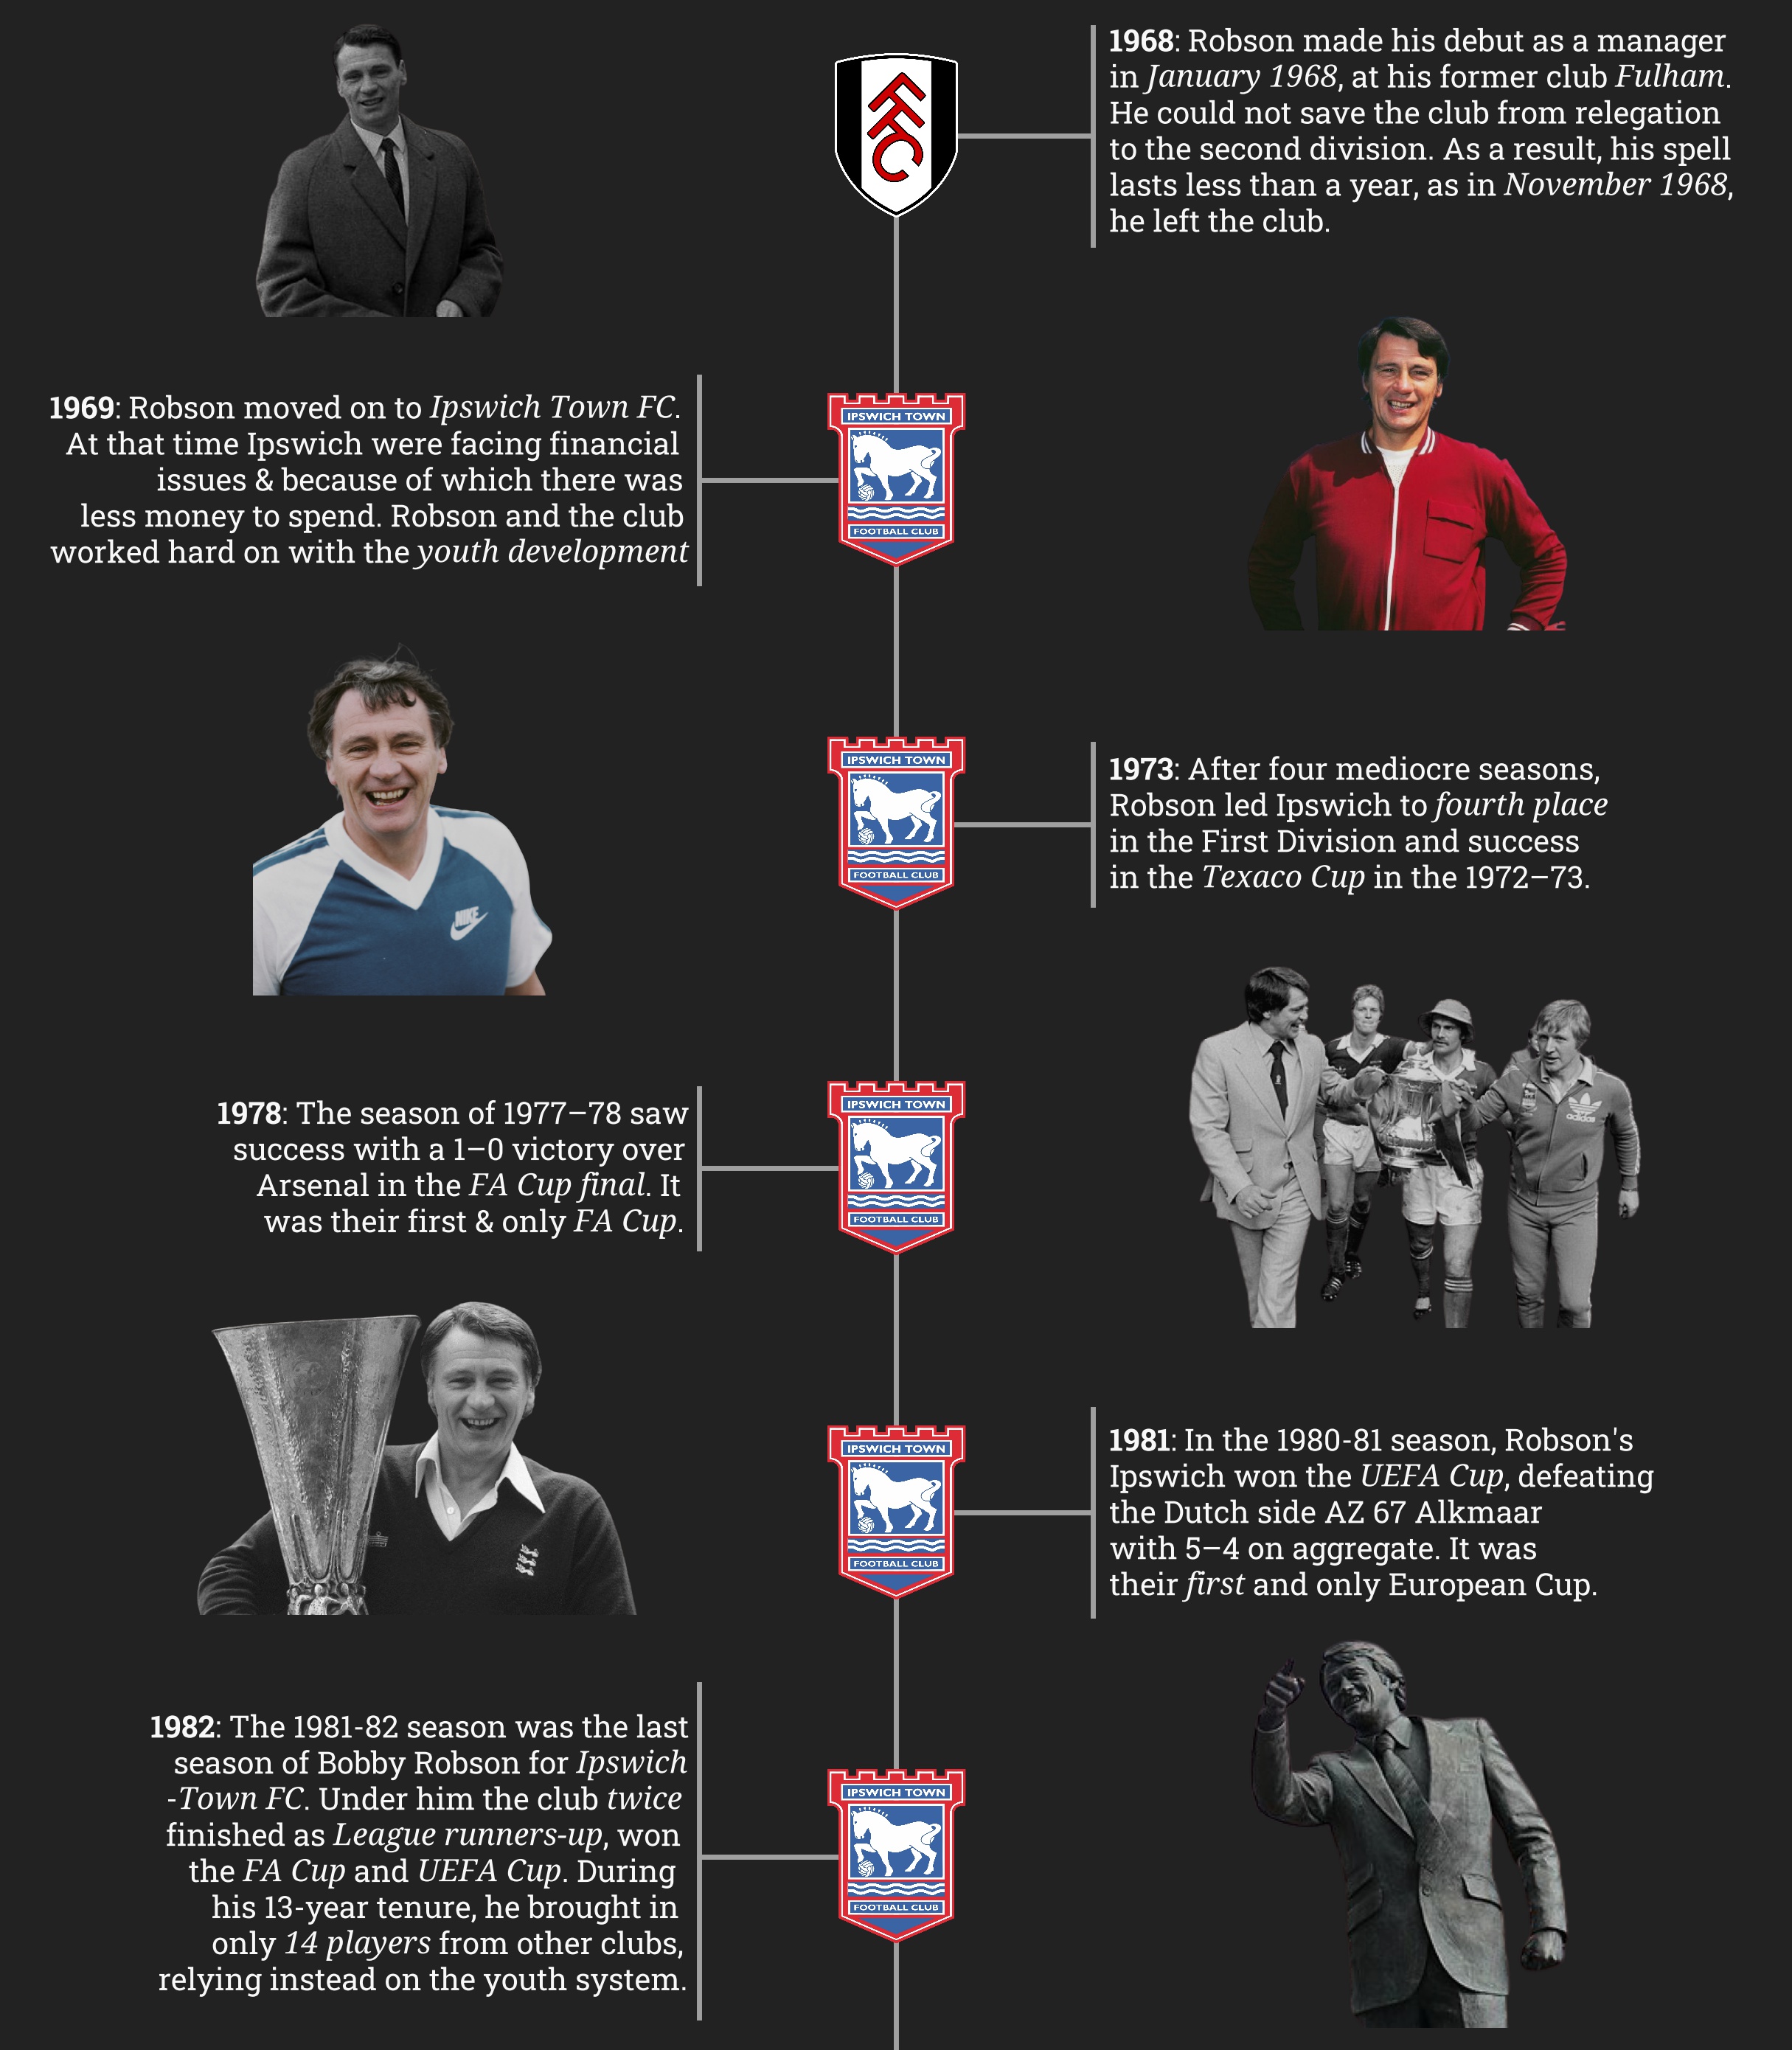 1968: Robson made his debut as a manager
in January 1968, at his former club Fulham.
He could not save the club from relegation
to the second division. As a result, his spell
lasts less than a year, as in November 1968,
he left the club.
FFC
1969: Robson moved on to Ipswich Town FC.
At that time Ipswich were facing financial
issues & because of which there was
less money to spend. Robson and the club
worked hard on with the youth development
IPSWICH TOWN
FOOTBALL CLUB
NIKE
IPSWICH TOWN
FOOTBALL CLUB
1973: After four mediocre seasons,
Robson led Ipswich to fourth place
in the First Division and success
in the Texaco Cup in the 1972–73.
1978: The season of 1977–78 saw
success with a 1–0 victory over
Arsenal in the FA Cup final. It
was their first & only FA Cup.
IPSWICH TOWN
FOOTBALL CLUB
adidas
IPSWICH TOWN
FOOTBALL CLUB
1981: In the 1980-81 season, Robson's
Ipswich won the UEFA Cup, defeating
the Dutch side AZ 67 Alkmaar
with 5–4 on aggregate. It was
their first and only European Cup.
1982: The 1981-82 season was the last
season of Bobby Robson for Ipswich
-Town FC. Under him the club twice
finished as League runners-up, won
the FA Cup and UEFA Cup. During
his 13-year tenure, he brought in
only 14 players from other clubs,
relying instead on the youth system.
IPSWICH TOWN
FOOTBALL CLUB